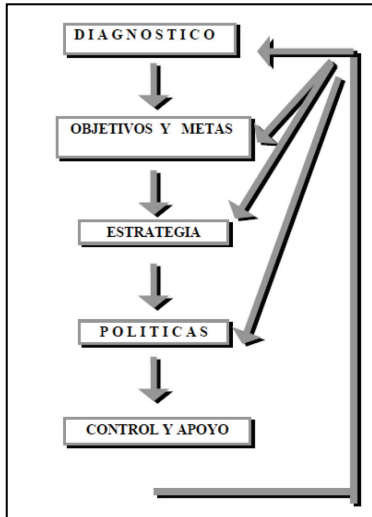 DIAGNOSTICO
OBJETIVOS Y METAS
ESTRATEGIA
POLITICAS
CONTROL Y APOYO